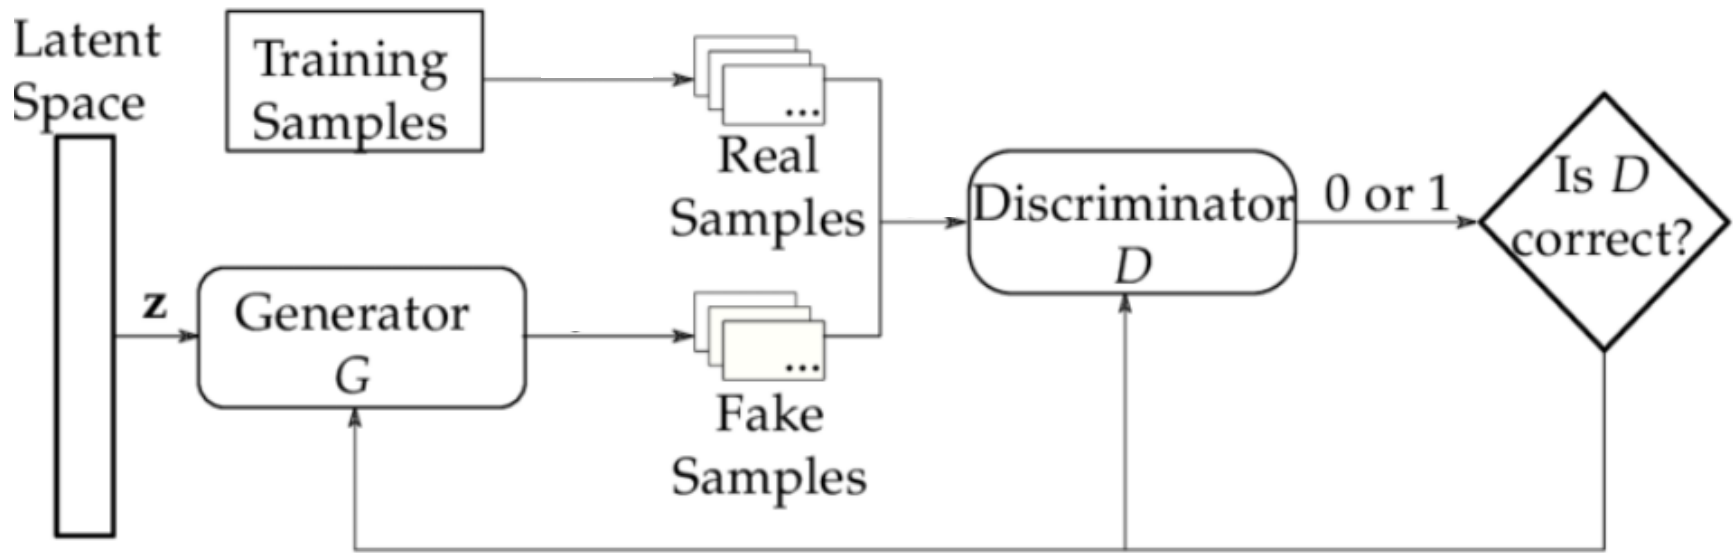 Latent
Space
Training
Samples
...
Real
Samples
z
Generator
G
...
Fake
Samples
Discriminator
D
0 or 1
Is D
correct?